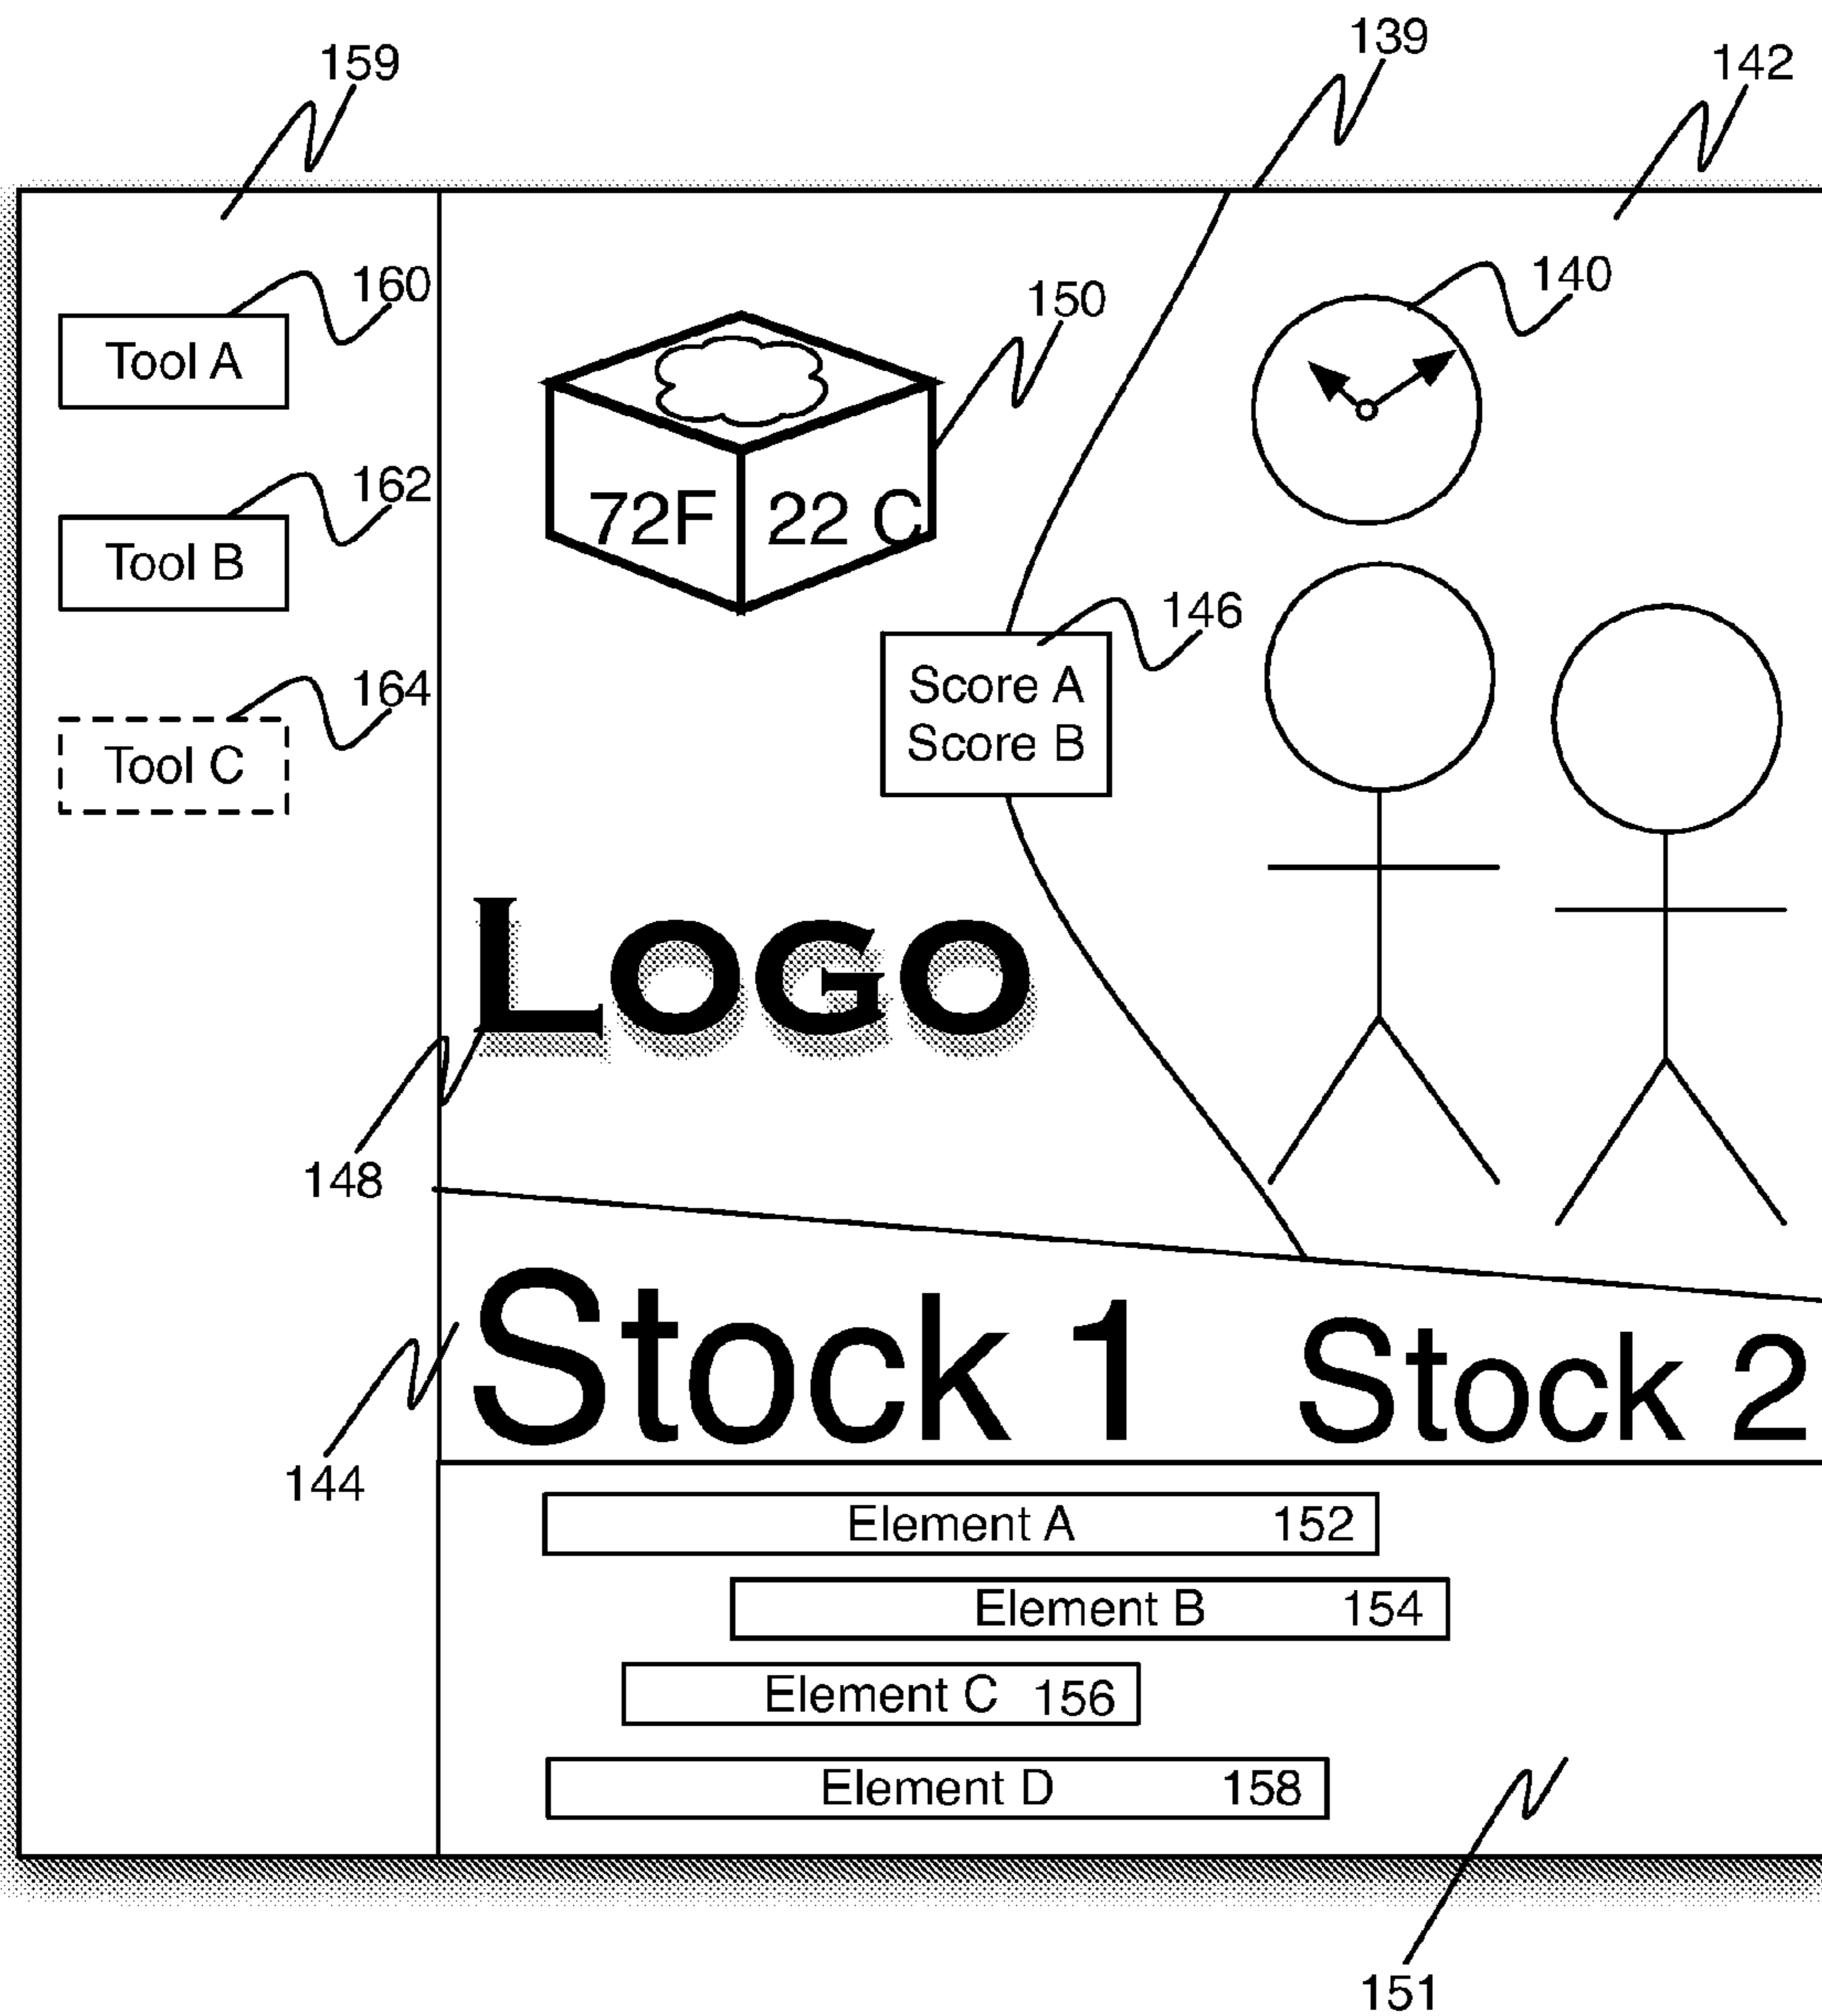 159
139
142
160
Tool A
150
140
162
Tool B
72F
22 C
146
164
Tool C
Score A
Score B
LOGO
148
Stock 1
Stock 2
144
Element A 152
Element B 154
Element C 156
Element D 158
151